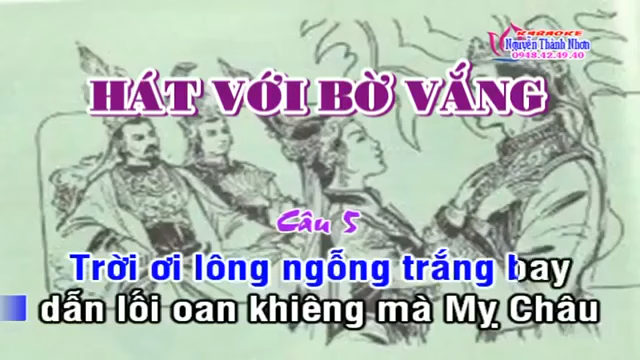 KARAOKE
Nguyễn Thành Nhơn
0948.42.49.40
HÁT VỚI BỜ VẮNG
Câu 5
Trời ơi lông ngỗng trắng bay
dẫn lối oan khiêng mà Mỵ Châu